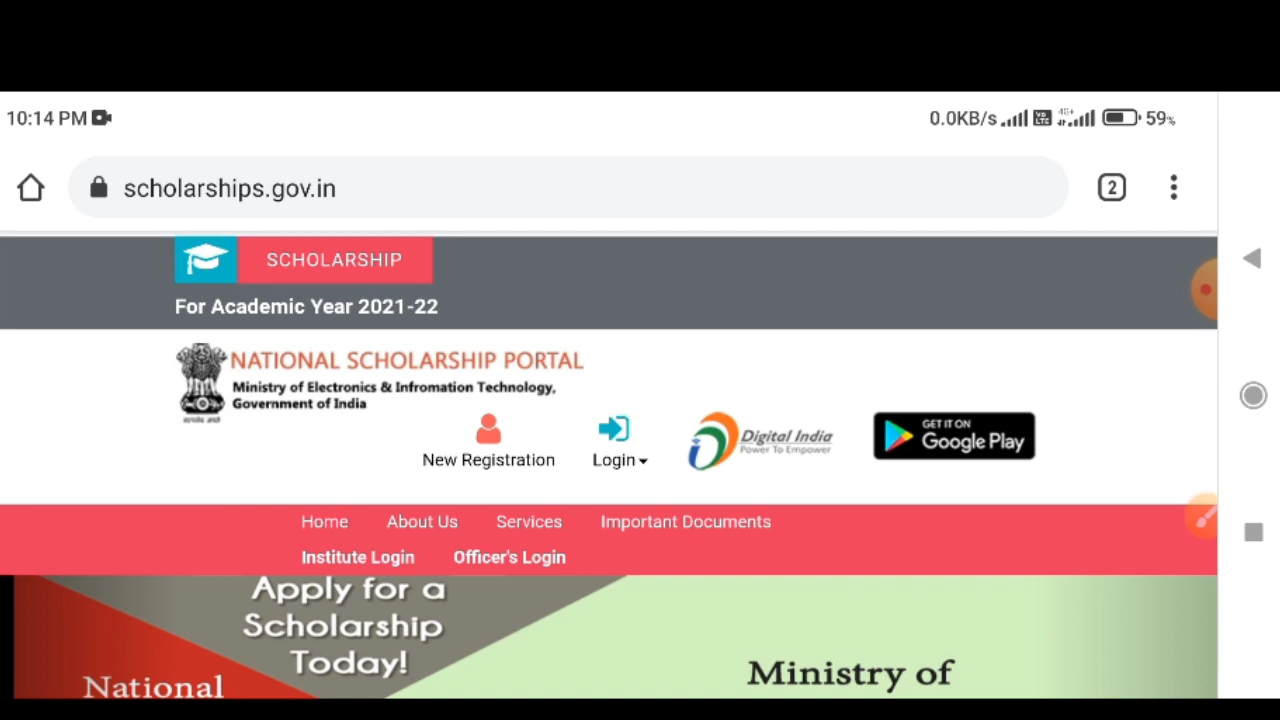 10:14 PM
0.0KB/s VO LTE 4G+ 59%
scholarships.gov.in
2
SCHOLARSHIP
For Academic Year 2021-22
NATIONAL SCHOLARSHIP PORTAL
Ministry of Electronics & Infromation Technology,
Government of India
New Registration
Login
Digital India
Power To Empower
GET IT ON
Google Play
Home About Us Services Important Documents
Institute Login Officer's Login
Apply for a
Scholarship
Today!
National
Ministry of